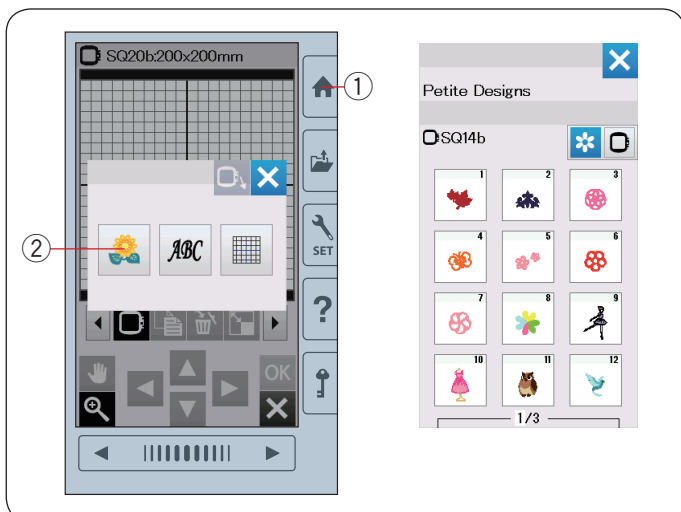 SQ20b:200x200mm
1
2
ABC
SET
?
OK
Petite Designs
SQ14b
1 2 3
4 5 6
7 8 9
10 11 12
1/3